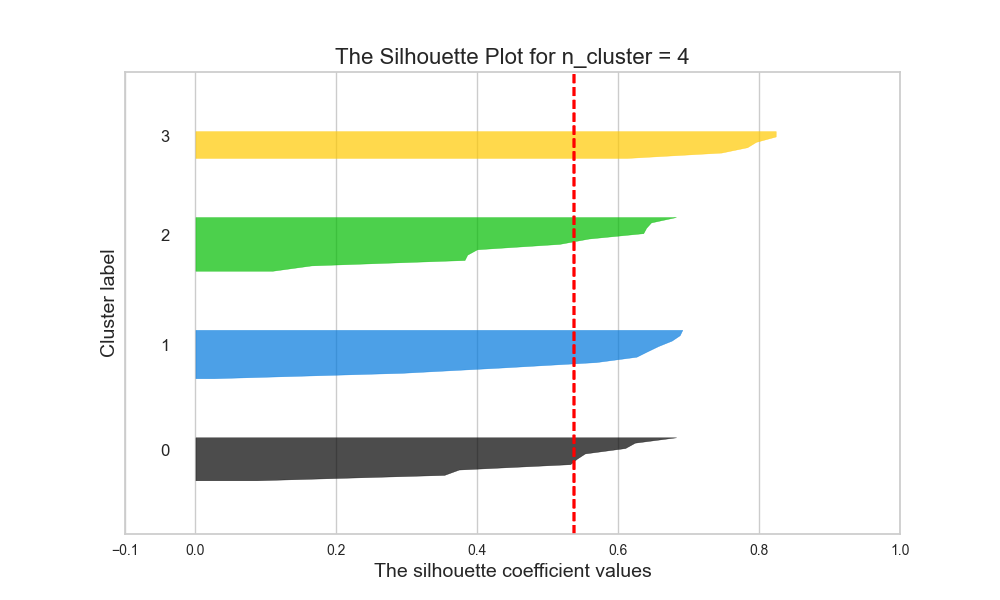 The Silhouette Plot for n_cluster = 4
3
2
1
0
Cluster label
−0.1 0.0 0.2 0.4 0.6 0.8 1.0
The silhouette coefficient values